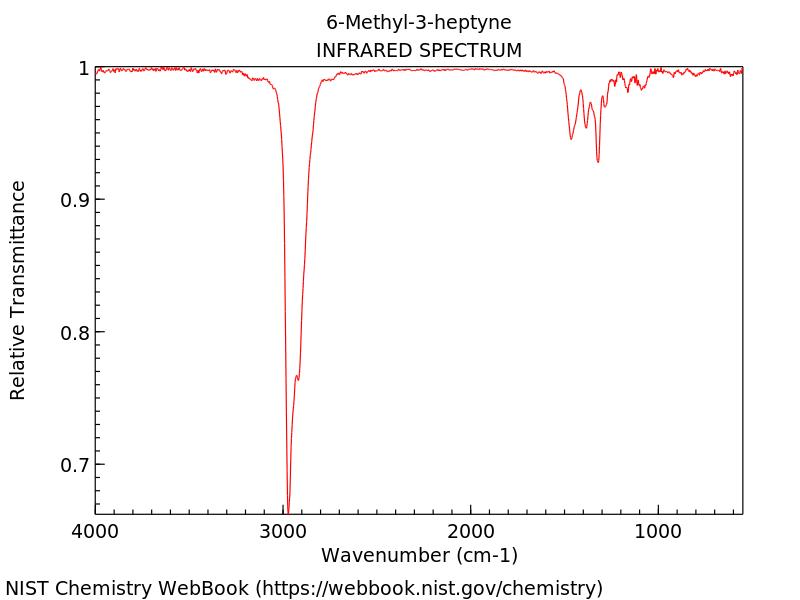 6-Methyl-3-heptyne
INFRARED SPECTRUM
1
0.9
0.8
0.7
Relative Transmittance
4000 3000 2000 1000
Wavenumber (cm-1)
NIST Chemistry WebBook (https://webbook.nist.gov/chemistry)